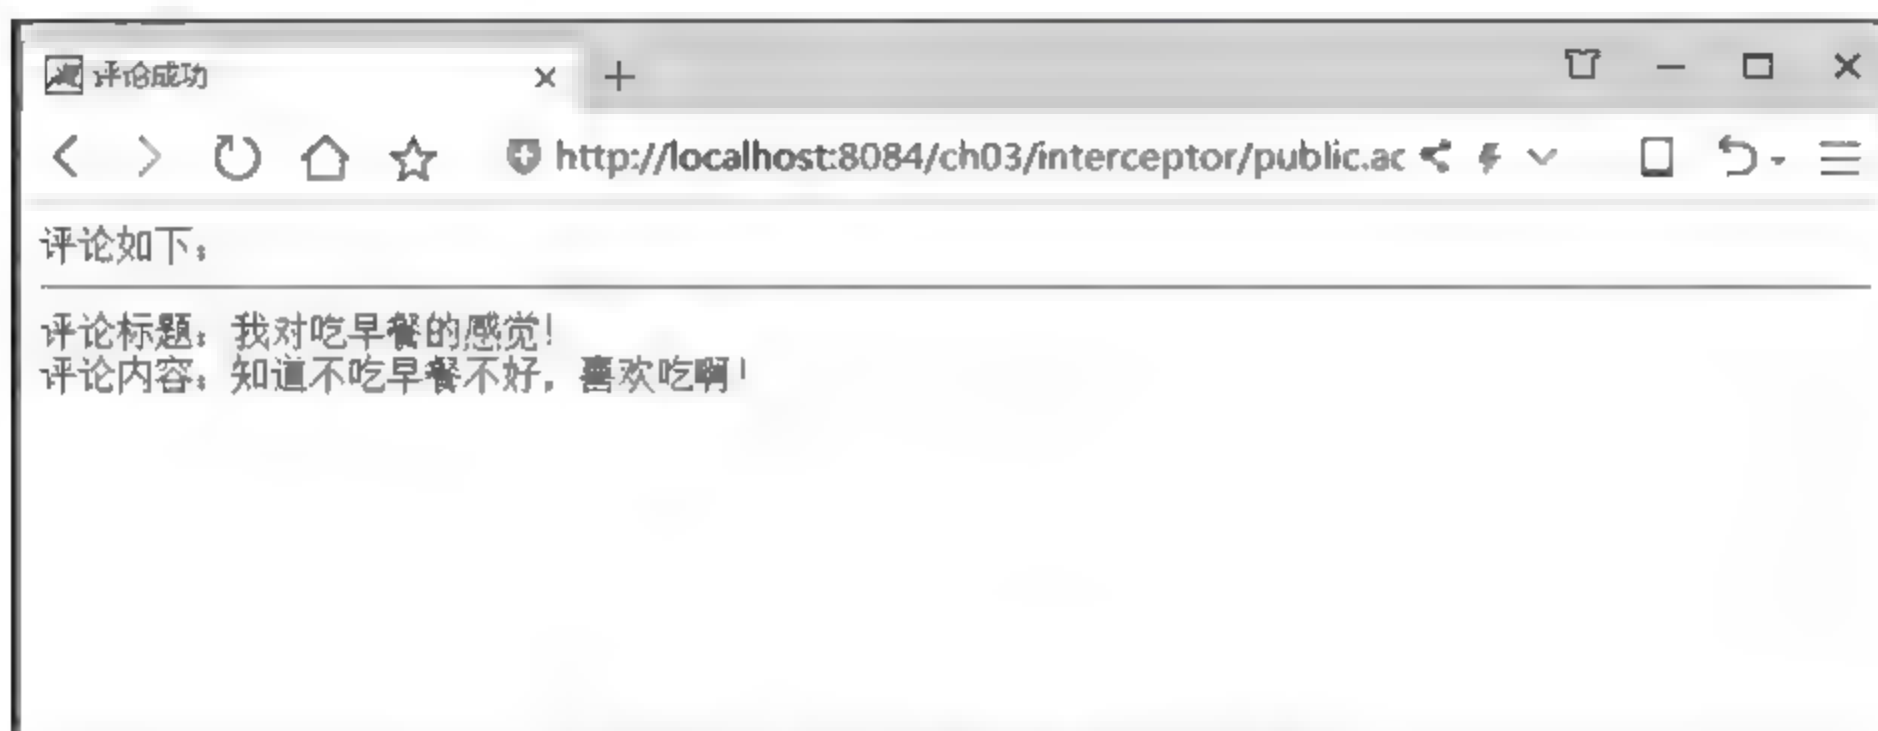 评论成功
http://localhost:8084/ch03/interceptor/public.ac
评论如下：
评论标题：我对吃早餐的感觉！
评论内容：知道不吃早餐不好，喜欢吃啊！